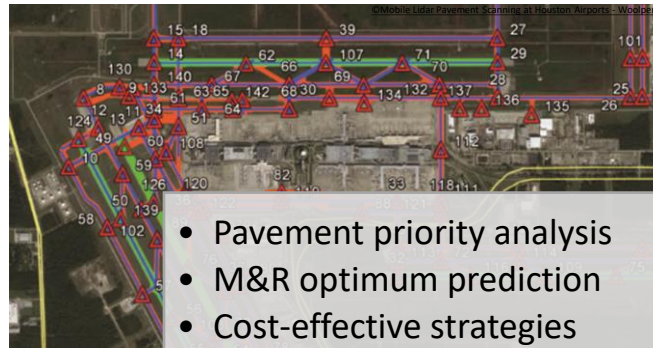 ©Mobile Lidar Pavement Scanning at Houston Airports - Woolper
15 18 39 27 101
14 62 107 71 29
130 140 67 66 69 70 28
8 9 133 61 63 65 142 68 30 134 132 137 136 25
12 11 34 64 26
124 13 51 135
49 60 108 112
10 59
126 120 82 33 118
50 139 36
58 102
• Pavement priority analysis
• M&R optimum prediction
• Cost-effective strategies